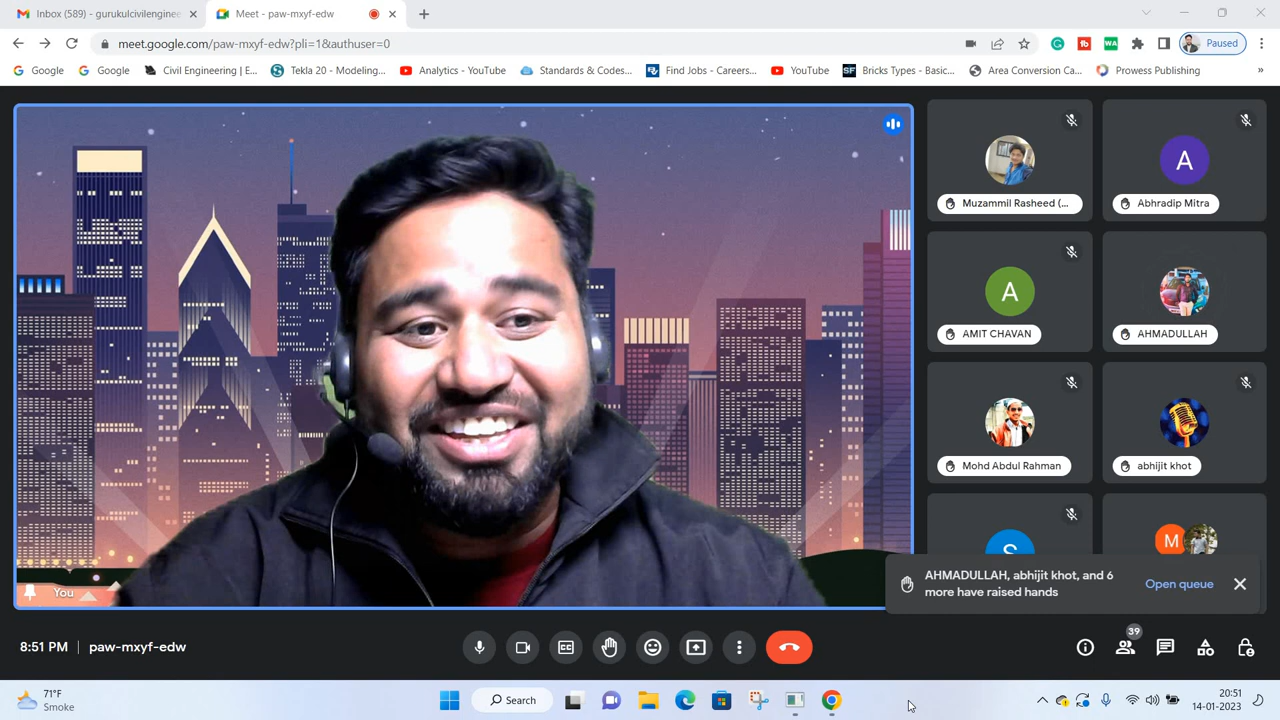 Inbox (589) - gurukulcivilenginee
Meet - paw-mxyf-edw
meet.google.com/paw-mxyf-edw?pli=1&authuser=0
Paused
Google
Google
Civil Engineering | E...
Tekla 20 - Modeling...
Analytics - YouTube
Standards & Codes...
Find Jobs - Careers...
YouTube
Bricks Types - Basic...
Area Conversion Ca...
Prowess Publishing
Muzammil Rasheed (...
A
Abhradip Mitra
A
AMIT CHAVAN
AHMADULLAH
Mohd Abdul Rahman
abhijit khot
S
M
You
AHMADULLAH, abhijit khot, and 6
more have raised hands
Open queue
8:51 PM
paw-mxyf-edw
39
71°F
Smoke
Search
20:51
14-01-2023